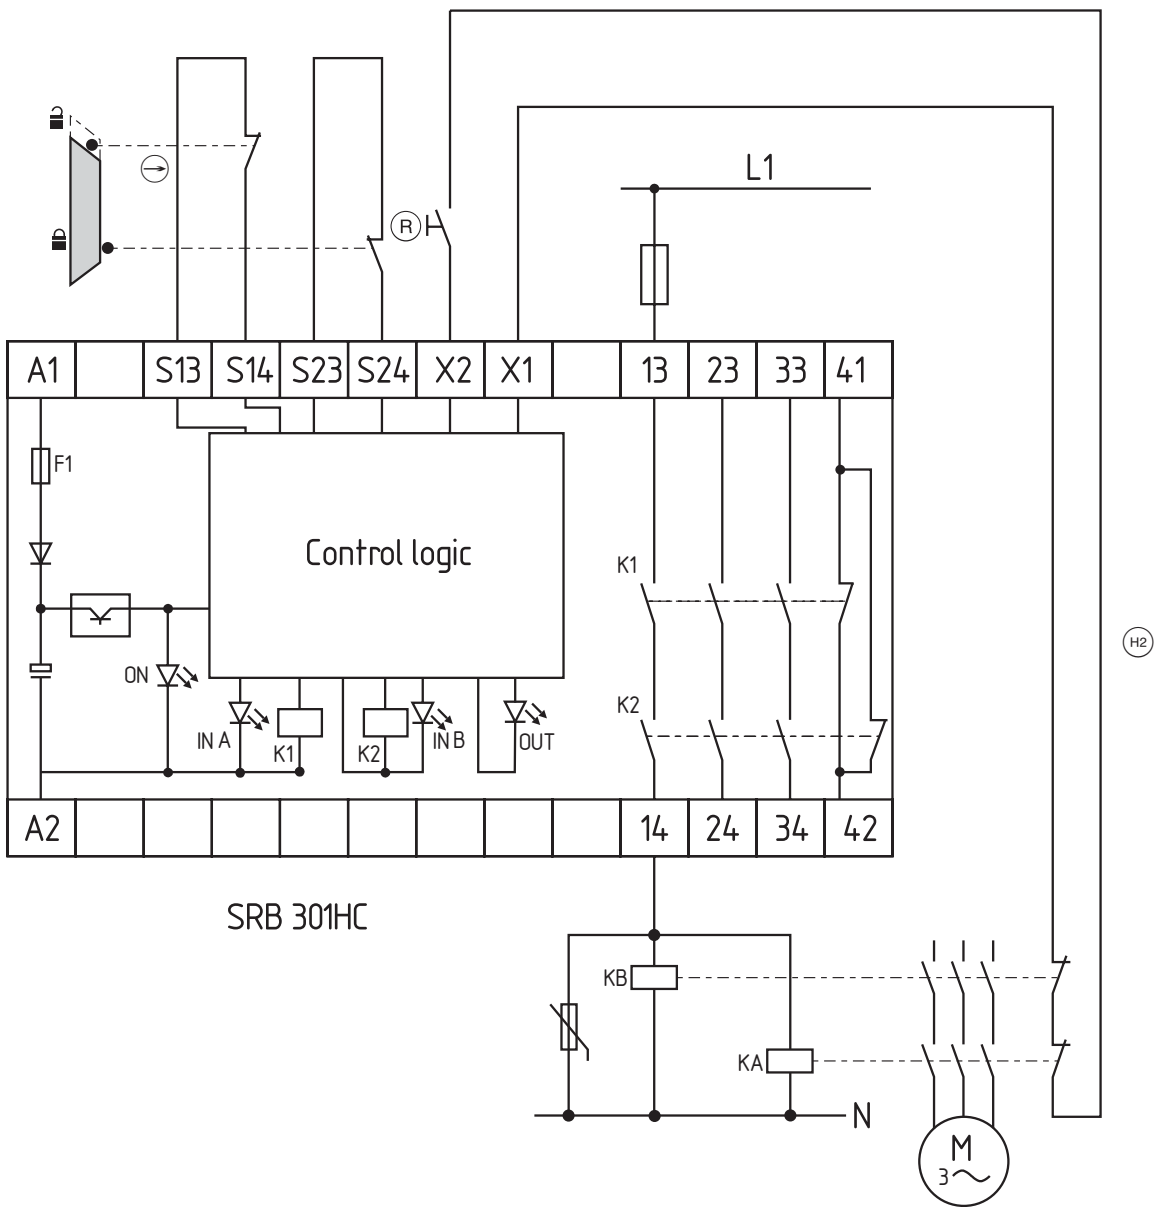 L1
R
A1 S13 S14 S23 S24 X2 X1 13 23 33 41
F1
Control logic
K1
H2
ON
K2
IN A
K1
K2
IN B
OUT
A2 14 24 34 42
SRB 301HC
KB
KA
N
M
3